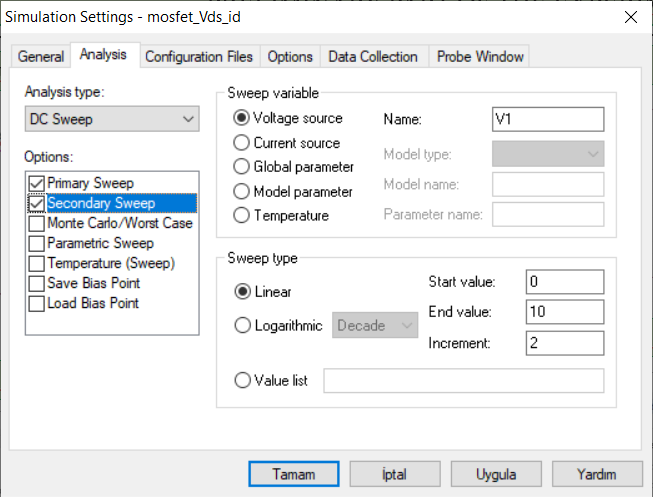 Simulation Settings - mosfet_Vds_id
General Analysis Configuration Files Options Data Collection Probe Window
Analysis type:
DC Sweep
Options:
Primary Sweep
Secondary Sweep
Monte Carlo/Worst Case
Parametric Sweep
Temperature (Sweep)
Save Bias Point
Load Bias Point
Sweep variable
Voltage source
Current source
Global parameter
Model parameter
Temperature
Name: V1
Model type:
Model name:
Parameter name:
Sweep type
Linear
Logarithmic Decade
Value list
Start value: 0
End value: 10
Increment: 2
Tamam İptal Uygula Yardım